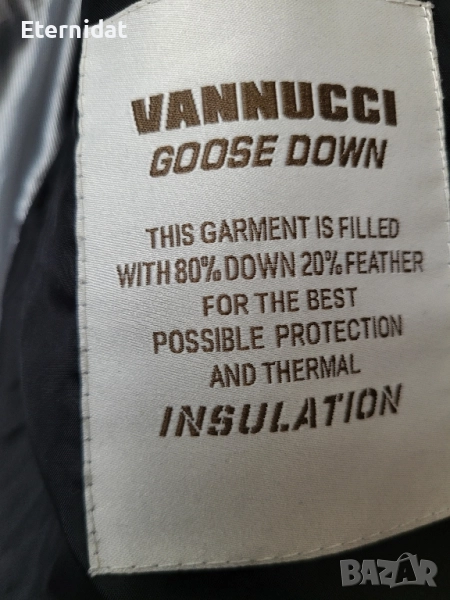 Eternidat
VANNUCCI
GOOSE DOWN
THIS GARMENT IS FILLED
WITH 80% DOWN 20% FEATHER
FOR THE BEST
POSSIBLE PROTECTION
AND THERMAL
INSULATION
BAZAR